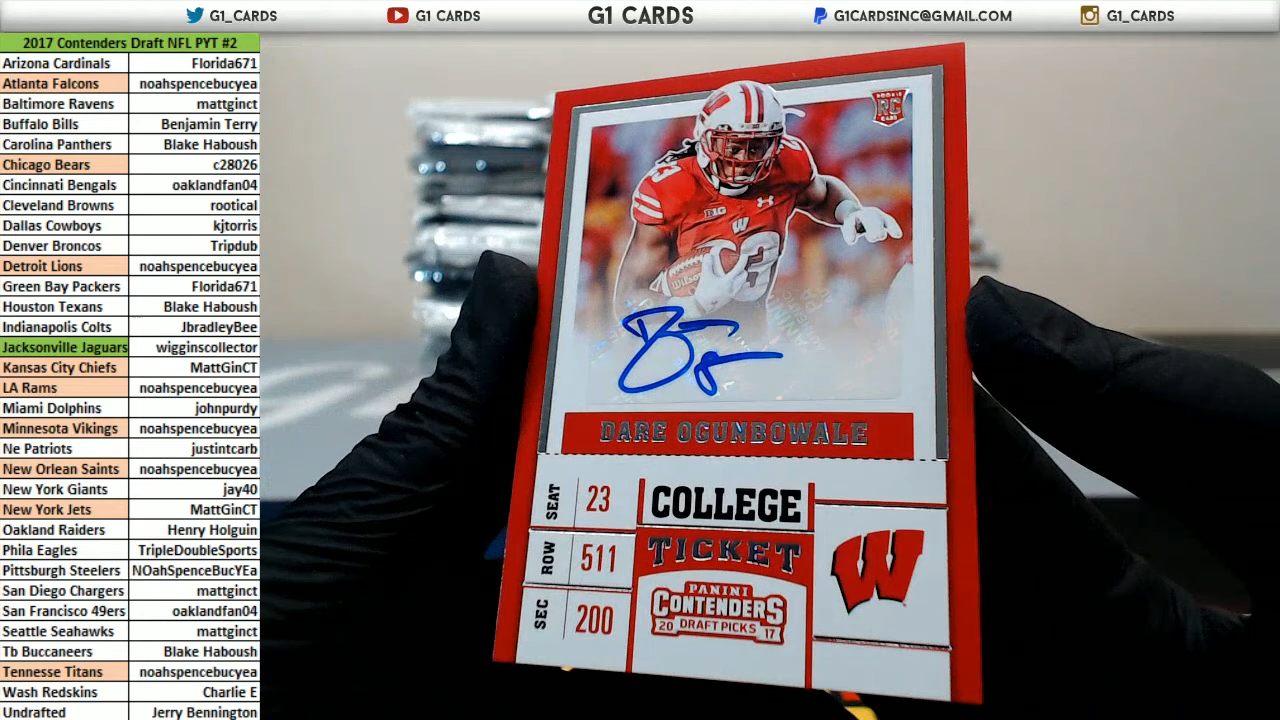 G1_CARDS
G1 CARDS
G1 CARDS
G1CARDSINC@GMAIL.COM
G1_CARDS
2017 Contenders Draft NFL PYT #2
Arizona Cardinals Florida671
Atlanta Falcons noahspencebucyea
Baltimore Ravens mattginct
Buffalo Bills Benjamin Terry
Carolina Panthers Blake Haboush
Chicago Bears c28026
Cincinnati Bengals oaklandfan04
Cleveland Browns rootical
Dallas Cowboys kjtorris
Denver Broncos Tripdub
Detroit Lions noahspencebucyea
Green Bay Packers Florida671
Houston Texans Blake Haboush
Indianapolis Colts JbradleyBee
Jacksonville Jaguars wigginscollector
Kansas City Chiefs MattGinCT
LA Rams noahspencebucyea
Miami Dolphins johnpurdy
Minnesota Vikings noahspencebucyea
Ne Patriots justintcarb
New Orlean Saints noahspencebucyea
New York Giants jay40
New York Jets MattGinCT
Oakland Raiders Henry Holguin
Phila Eagles TripleDoubleSports
Pittsburgh Steelers NOahSpenceBucYEa
San Diego Chargers mattginct
San Francisco 49ers oaklandfan04
Seattle Seahawks mattginct
Tb Buccaneers Blake Haboush
Tennesse Titans noahspencebucyea
Wash Redskins Charlie E
Undrafted Jerry Bennington
ROOKIE
RC
CARD
B1G
W
23
Wilson
DARE OGUNBOWALE
SEAT 23
ROW 511
SEC 200
COLLEGE
TICKET
PANINI
CONTENDERS
20 DRAFT PICKS 17
W